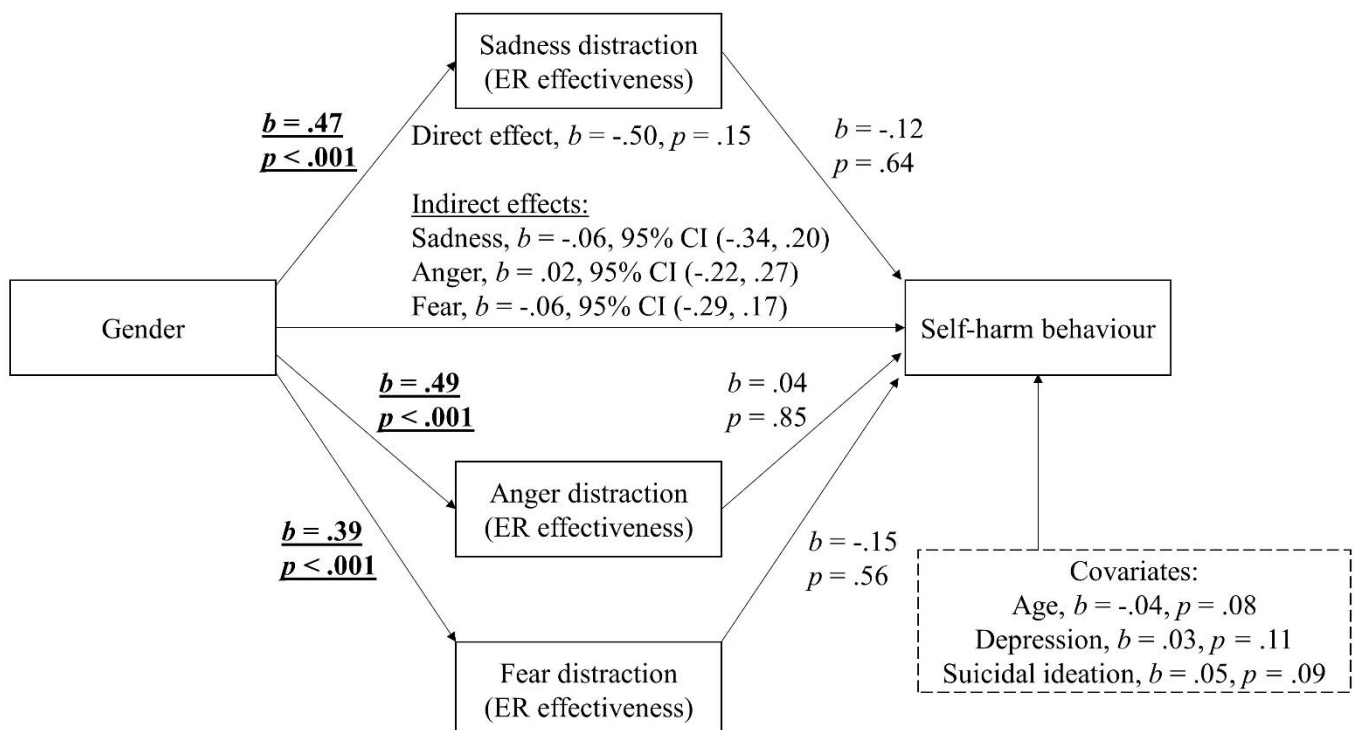 Sadness distraction
(ER effectiveness)
b = .47
p < .001
Direct effect, b = -.50, p = .15
b = -.12
p = .64
Indirect effects:
Sadness, b = -.06, 95% CI (-.34, .20)
Anger, b = .02, 95% CI (-.22, .27)
Fear, b = -.06, 95% CI (-.29, .17)
Gender
Self-harm behaviour
b = .49
p < .001
b = .04
p = .85
Anger distraction
(ER effectiveness)
b = .39
p < .001
b = -.15
p = .56
Covariates:
Age, b = -.04, p = .08
Depression, b = .03, p = .11
Suicidal ideation, b = .05, p = .09
Fear distraction
(ER effectiveness)